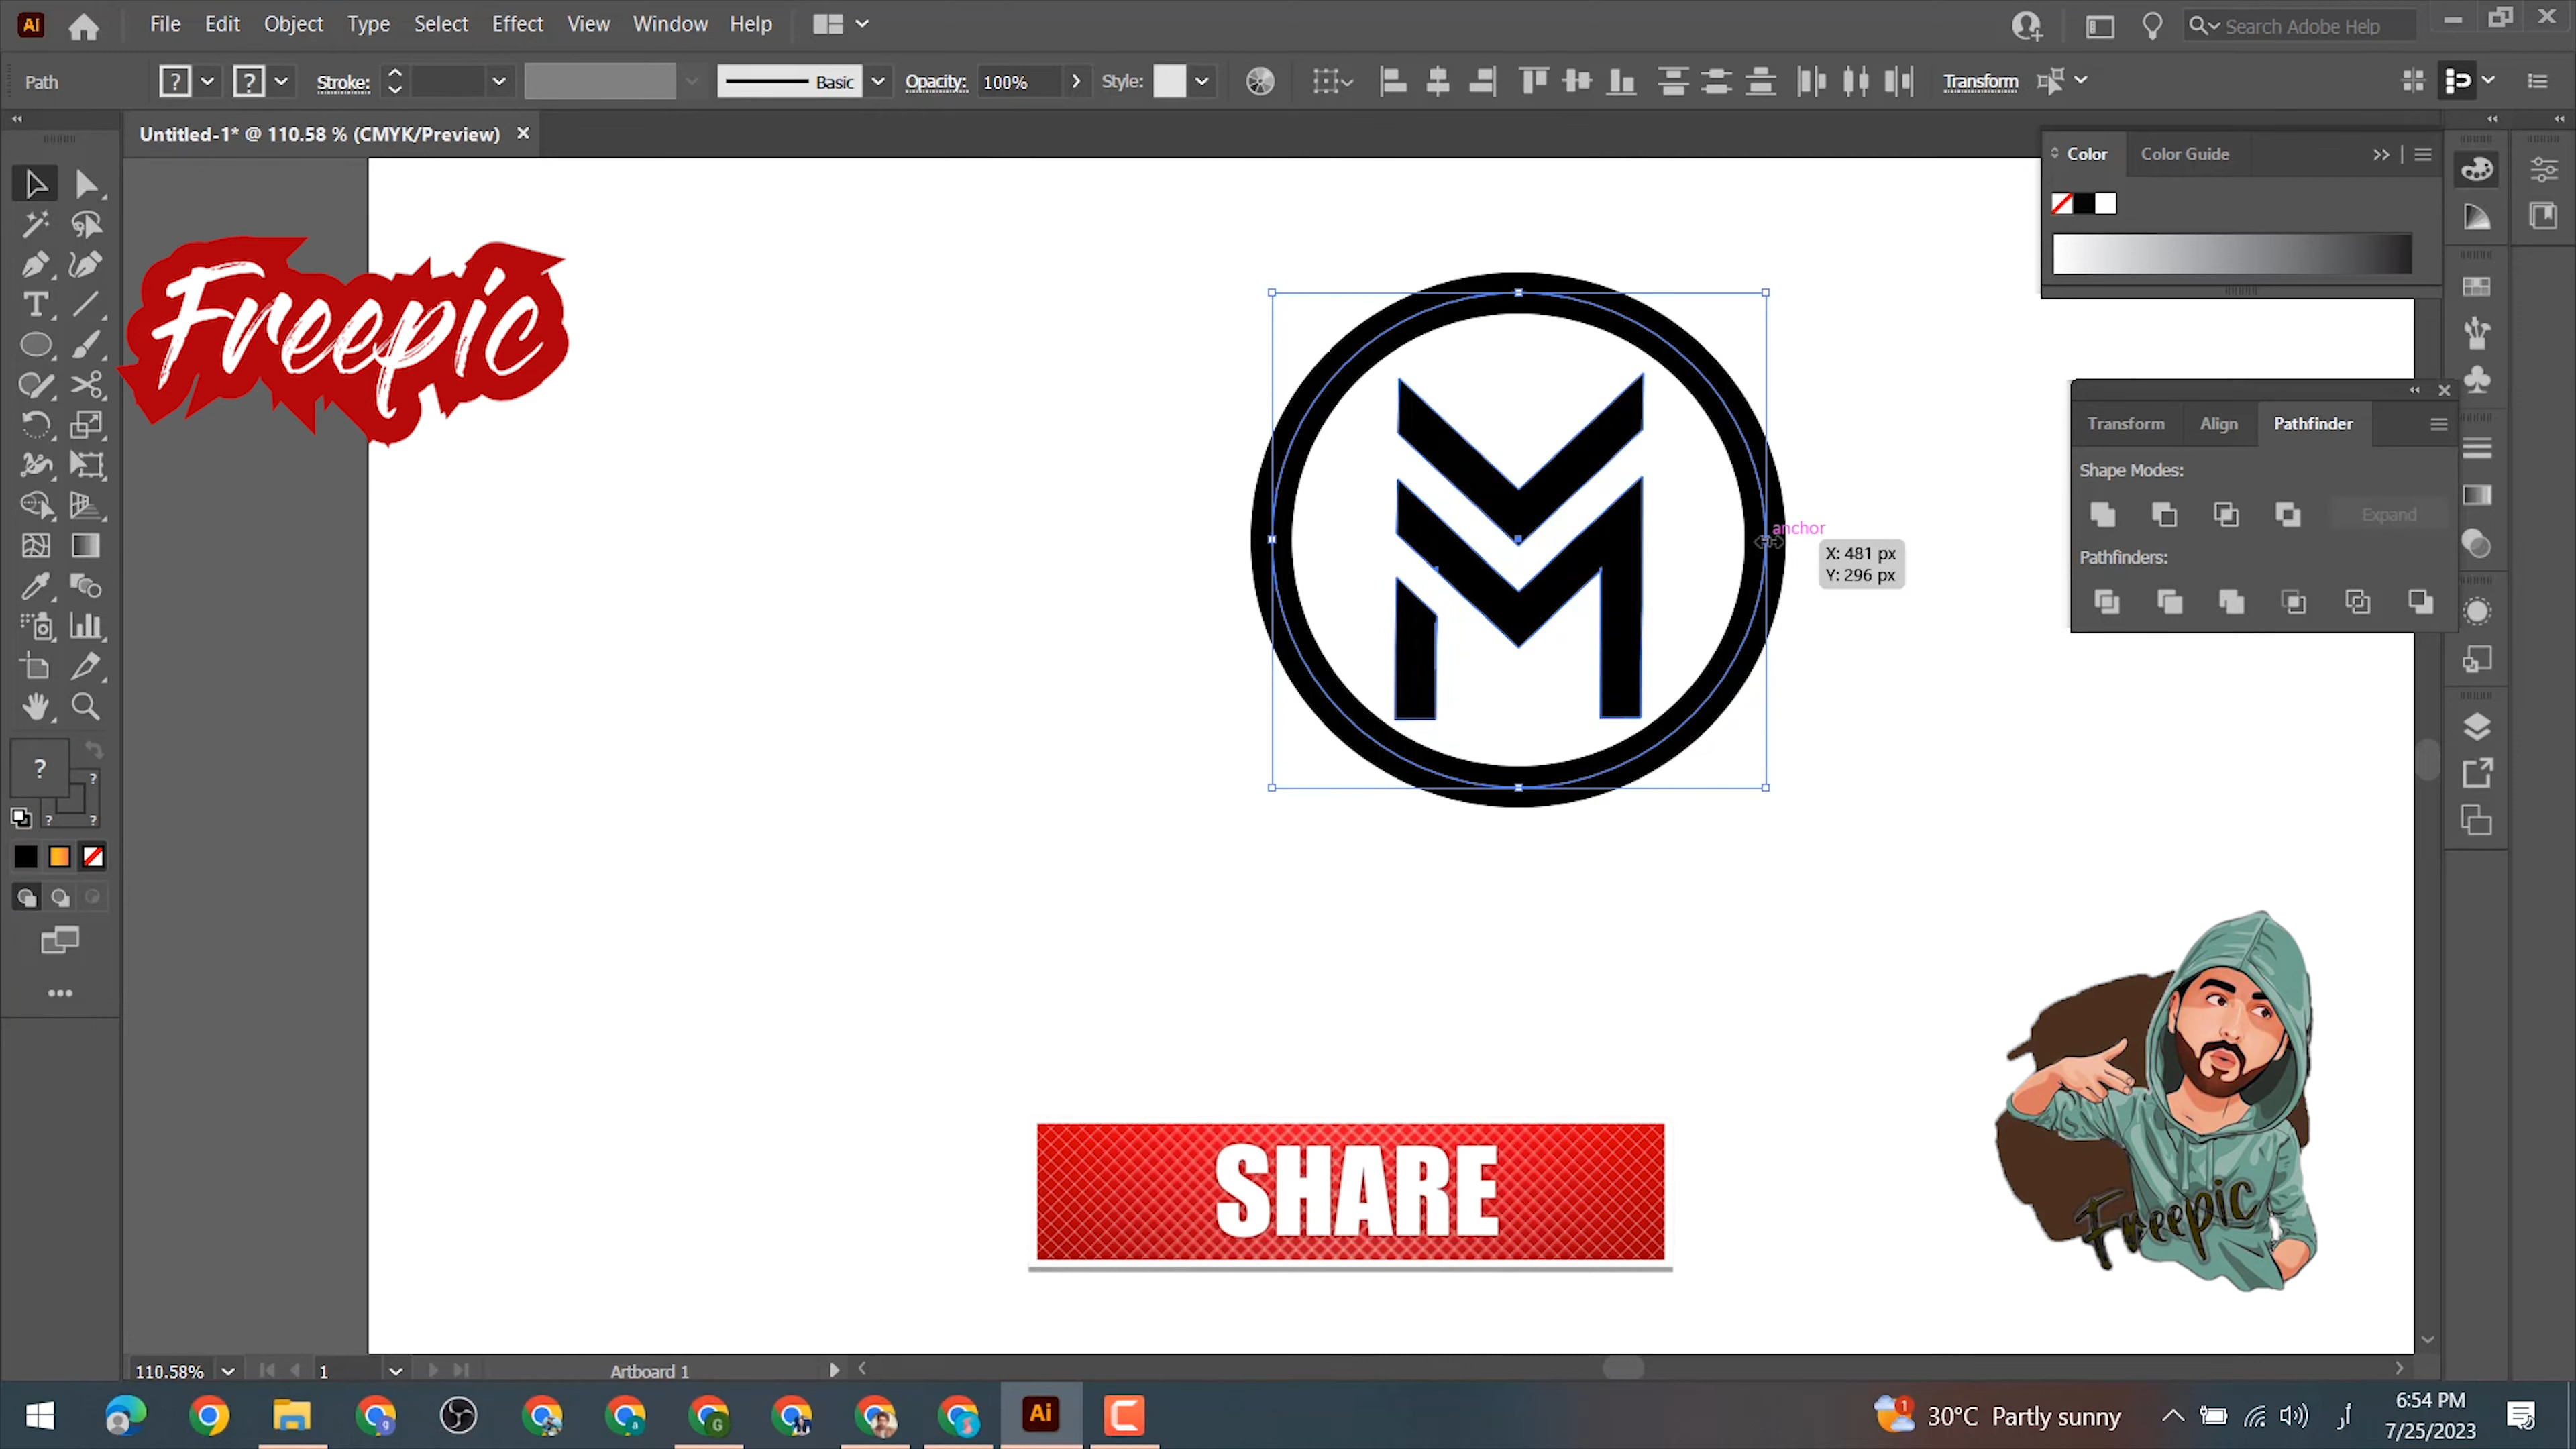 Ai File Edit Object Type Select Effect View Window Help Search Adobe Help
Path ? ? Stroke: Basic Opacity: 100% Style: Transform
Untitled-1* @ 110.58 % (CMYK/Preview)
Color Color Guide
Freepic
Transform Align Pathfinder
Shape Modes:
Expand
Pathfinders:
anchor
X: 481 px
Y: 296 px
M
?
?
? ?
Freepic
SHARE
110.58% 1 Artboard 1
g a G Ai C 1 30°C Partly sunny 6:54 PM
7/25/2023